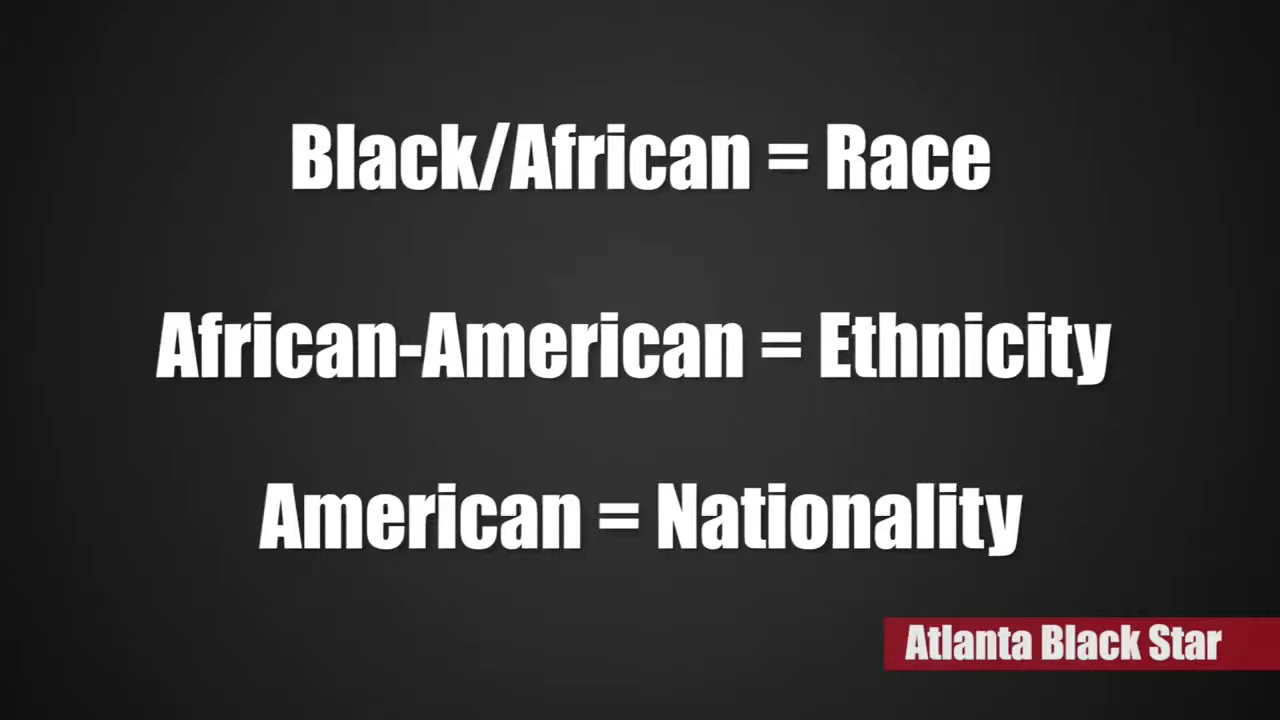 Black/African = Race
African-American = Ethnicity
American = Nationality
Atlanta Black Star